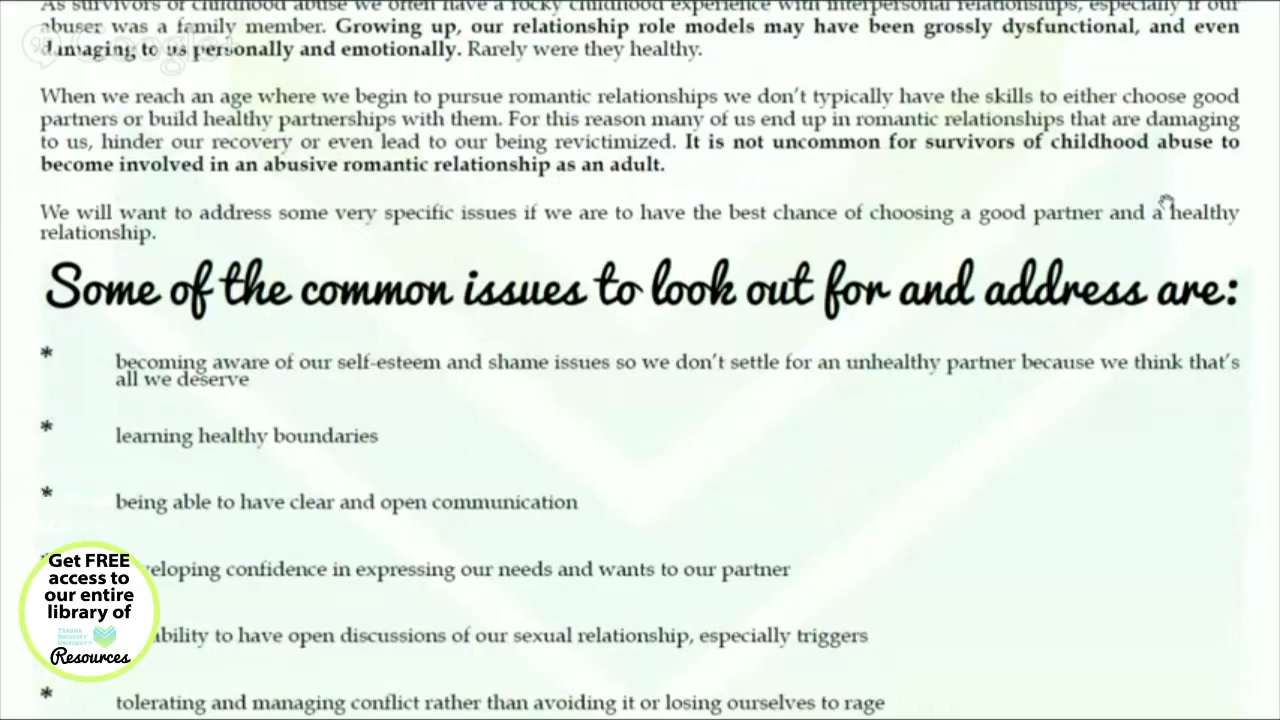 As survivors of childhood abuse we often have a rocky childhood experience with interpersonal relationships, especially if our
abuser was a family member. Growing up, our relationship role models may have been grossly dysfunctional, and even
damaging to us personally and emotionally. Rarely were they healthy.
Google
When we reach an age where we begin to pursue romantic relationships we don't typically have the skills to either choose good
partners or build healthy partnerships with them. For this reason many of us end up in romantic relationships that are damaging
to us, hinder our recovery or even lead to our being revictimized. It is not uncommon for survivors of childhood abuse to
become involved in an abusive romantic relationship as an adult.
We will want to address some very specific issues if we are to have the best chance of choosing a good partner and a healthy
relationship.
Some of the common issues to look out for and address are:
* becoming aware of our self-esteem and shame issues so we don't settle for an unhealthy partner because we think that's
all we deserve
* learning healthy boundaries
* being able to have clear and open communication
veloping confidence in expressing our needs and wants to our partner
ability to have open discussions of our sexual relationship, especially triggers
* tolerating and managing conflict rather than avoiding it or losing ourselves to rage
Get FREE
access to
our entire
library of
Trauma
Recovery
University
Resources